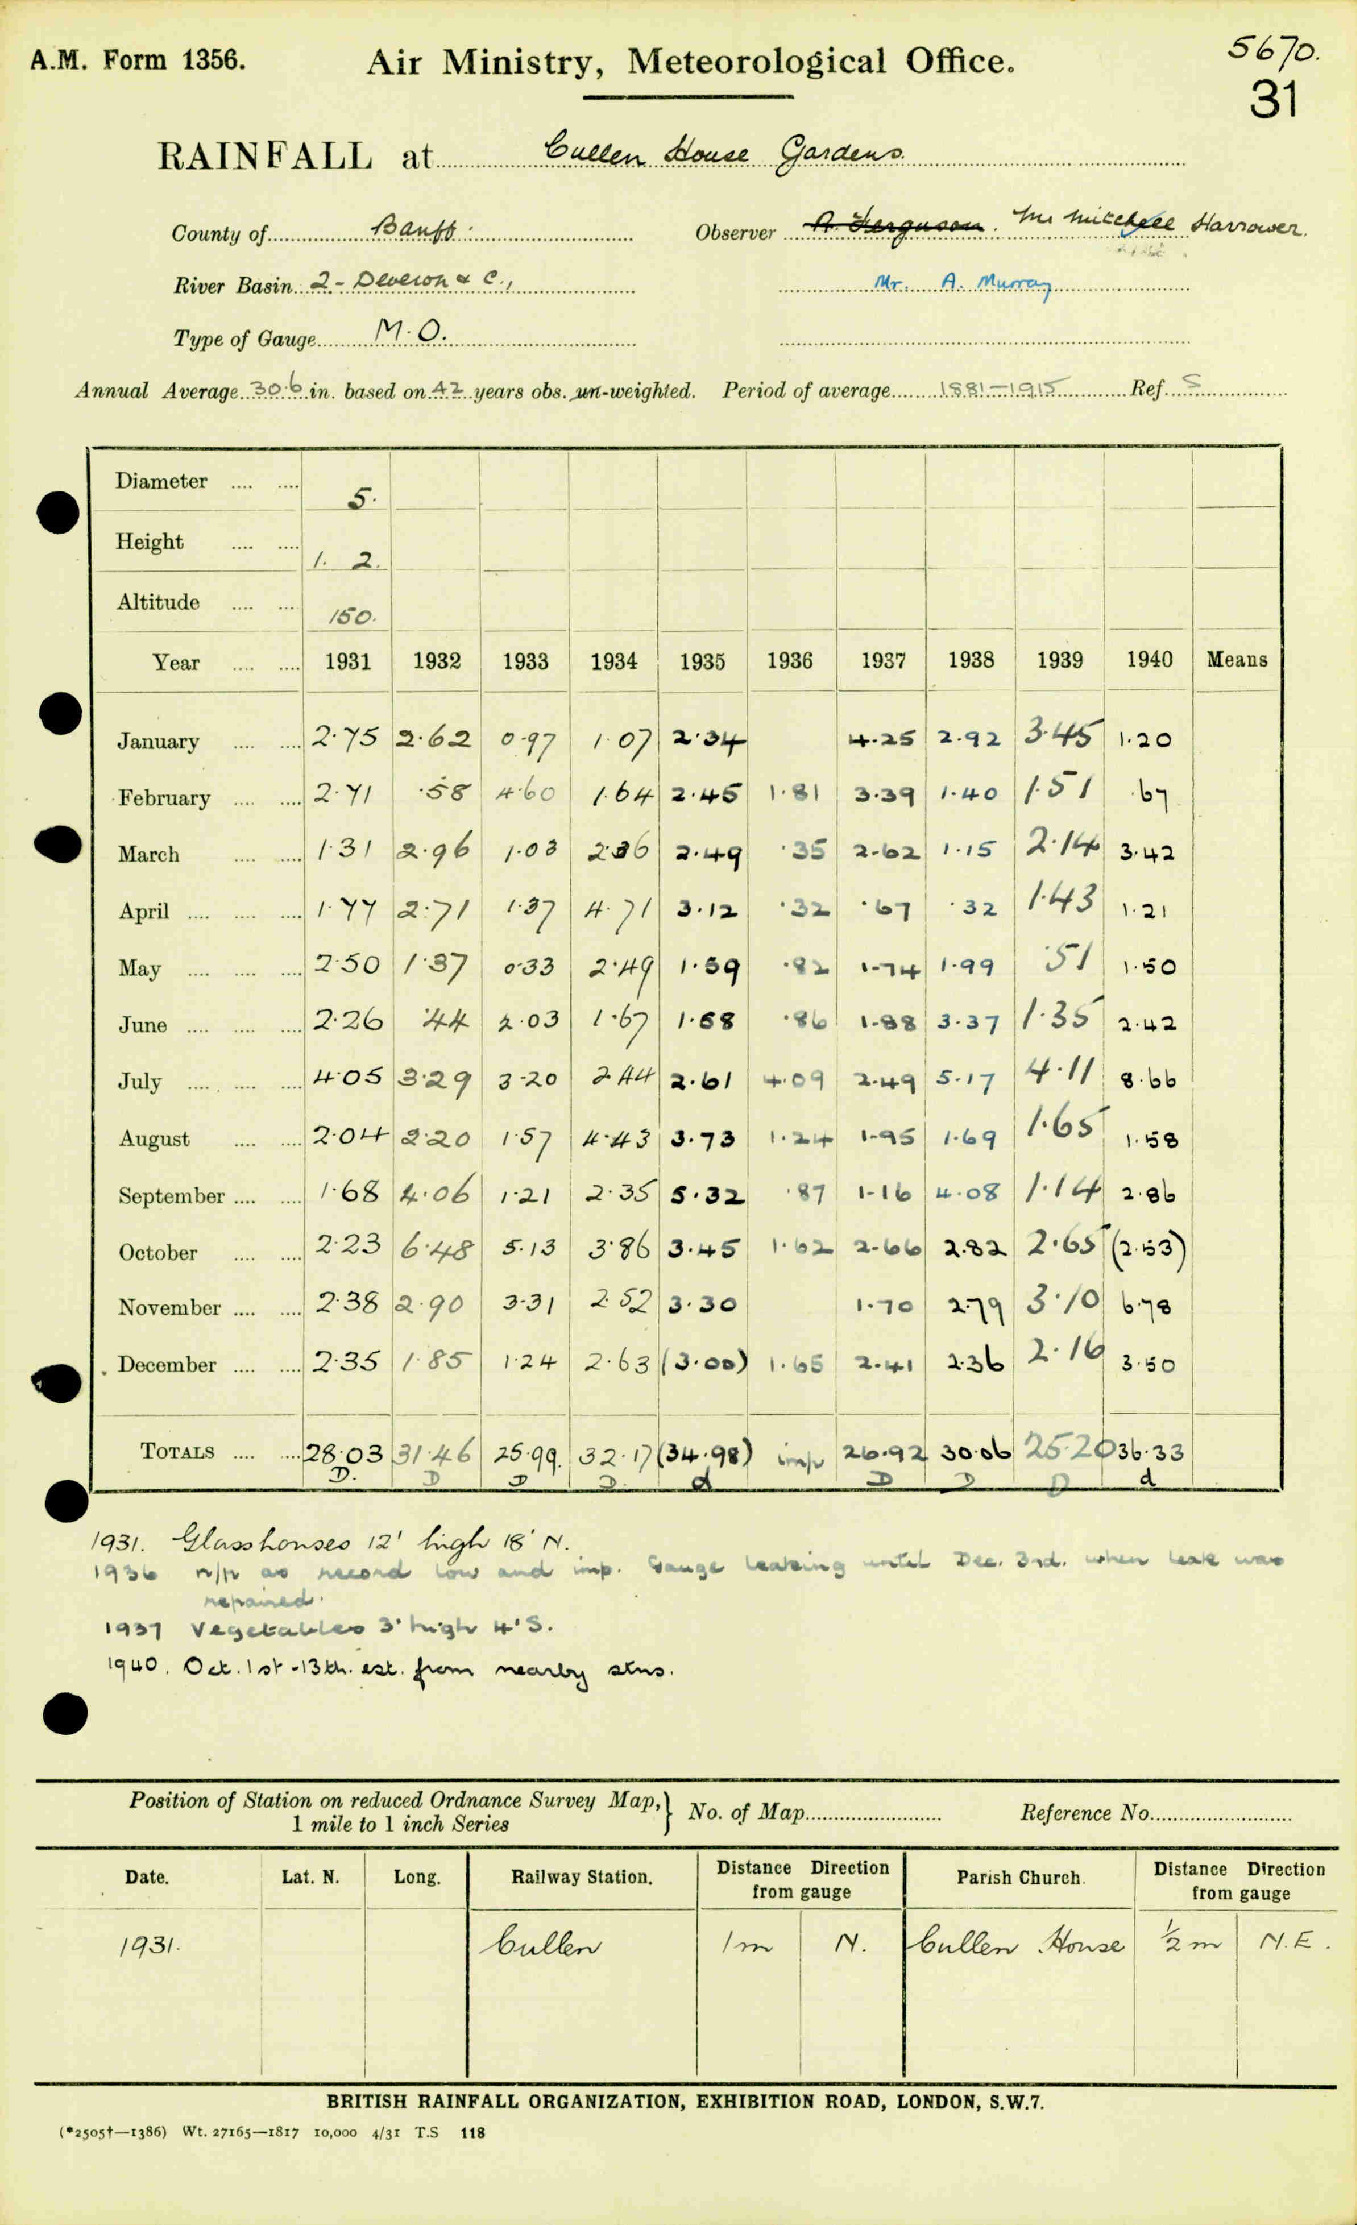 A.M. Form 1356. Air Ministry, Meteorological Office. 5670.
31
RAINFALL at Cullen House Gardens
County of Banff. Observer A. Ferguson. Mr Mitchell Harrower.
River Basin 2 - Deveron & C., Mr. A. Murray
Type of Gauge M.O.
Annual Average 30.6 in. based on 42 years obs. un-weighted. Period of average 1881-1915 Ref. S
Diameter 5.
Height 1. 2.
Altitude 150.
Year 1931 1932 1933 1934 1935 1936 1937 1938 1939 1940 Means
January 2.75 2.62 0.97 1.07 2.34 4.25 2.92 3.45 1.20
February 2.71 .58 4.60 1.64 2.45 1.81 3.39 1.40 1.51 .67
March 1.31 2.96 1.03 2.36 2.49 .35 2.62 1.15 2.14 3.42
April 1.77 2.71 1.37 4.71 3.12 .32 .67 .32 1.43 1.21
May 2.50 1.37 0.33 2.49 1.59 .82 1.74 1.99 .51 1.50
June 2.26 .44 2.03 1.67 1.58 .86 1.88 3.37 1.35 2.42
July 4.05 3.29 3.20 2.44 2.61 4.09 2.49 5.17 4.11 8.66
August 2.04 2.20 1.57 4.43 3.73 1.24 1.95 1.69 1.65 1.58
September 1.68 4.06 1.21 2.35 5.32 .87 1.16 4.08 1.14 2.86
October 2.23 6.48 5.13 3.86 3.45 1.62 2.66 2.82 2.65 (2.53)
November 2.38 2.90 3.31 2.52 3.30 1.70 2.79 3.10 6.78
December 2.35 1.85 1.24 2.63 (3.00) 1.65 2.41 2.36 2.16 3.50
TOTALS 28.03 31.46 25.99. 32.17 (34.98) imp 26.92 30.06 25.20 36.33
D. D D D. d D D D d
1931. Glasshouses 12' high 18' N.
1936 n/p as record low and imp. Gauge leaking until Dec. 3rd. when leak was
repaired.
1937 Vegetables 3' high 4' S.
1940. Oct. 1st -13th. est. from nearby stns.
Position of Station on reduced Ordnance Survey Map, } No. of Map Reference No.
1 mile to 1 inch Series
Date. Lat. N. Long. Railway Station. Distance Direction from gauge Parish Church Distance Direction from gauge
1931. Cullen 1m N. Cullen House ½ m N.E.
BRITISH RAINFALL ORGANIZATION, EXHIBITION ROAD, LONDON, S.W.7.
(*2505†—1386) Wt. 27165—1817 10,000 4/31 T.S 118